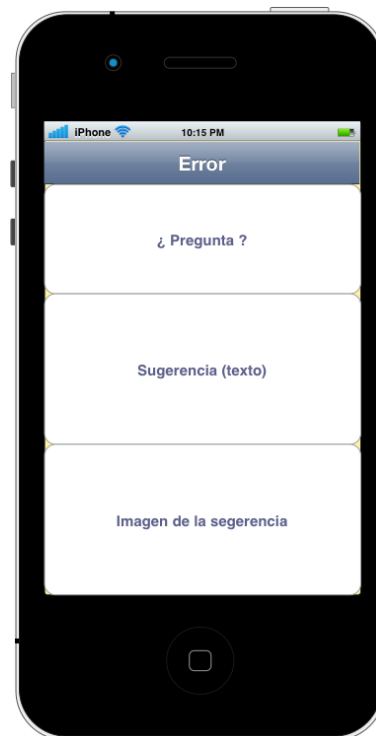 iPhone 10:15 PM
Error
¿ Pregunta ?
Sugerencia (texto)
Imagen de la segerencia